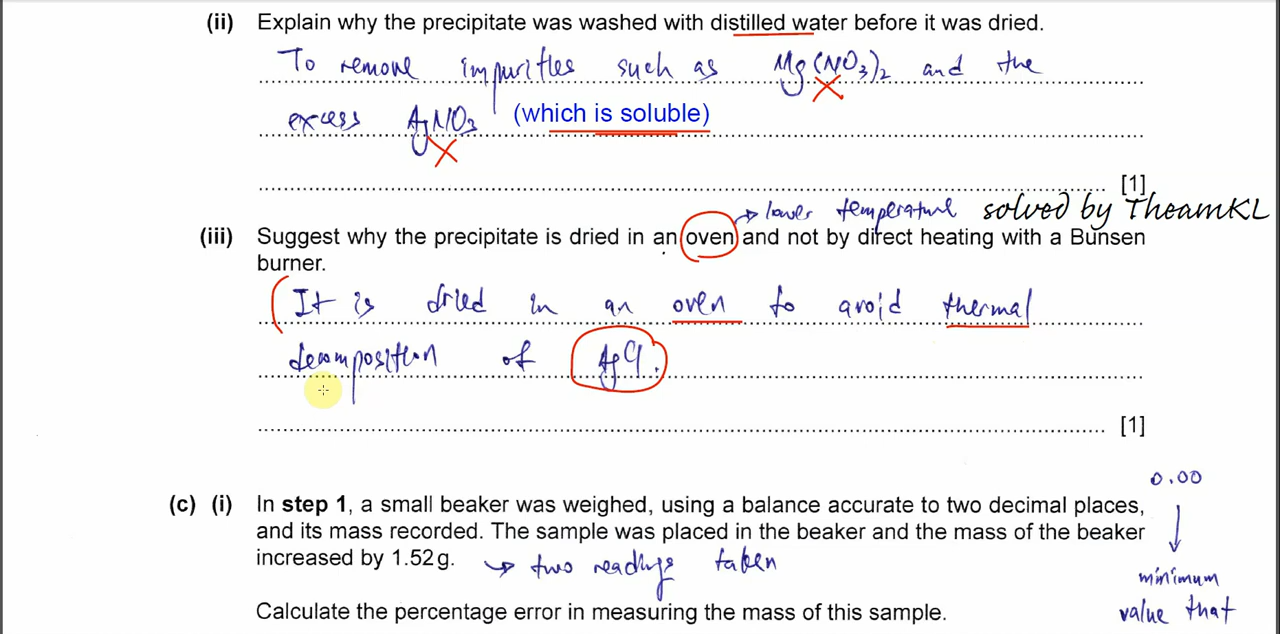 (ii) Explain why the precipitate was washed with distilled water before it was dried.
To remove impurities such as Mg(NO3)2 and the
excess AgNO3 (which is soluble)
[1]
→ lower temperature solved by TheamKL
(iii) Suggest why the precipitate is dried in an oven and not by direct heating with a Bunsen
burner.
(It is dried in an oven to avoid thermal
decomposition of AgCl.
[1]
0.00
(c) (i) In step 1, a small beaker was weighed, using a balance accurate to two decimal places,
and its mass recorded. The sample was placed in the beaker and the mass of the beaker
increased by 1.52g. → two readings taken
minimum
Calculate the percentage error in measuring the mass of this sample.
value that